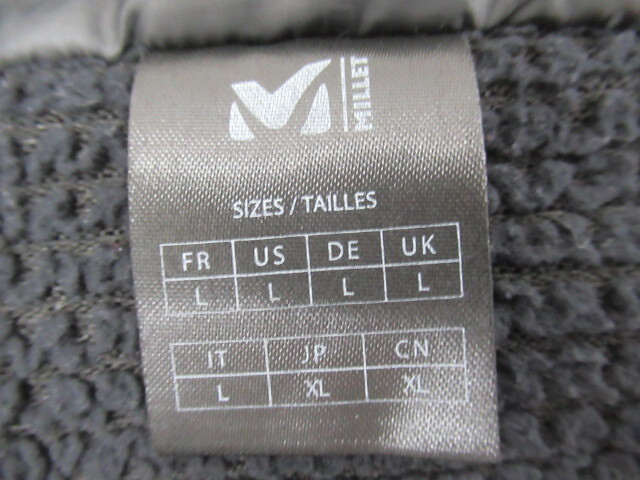 MILLET
SIZES / TAILLES
FR US DE UK
L L L L
IT JP CN
L XL XL